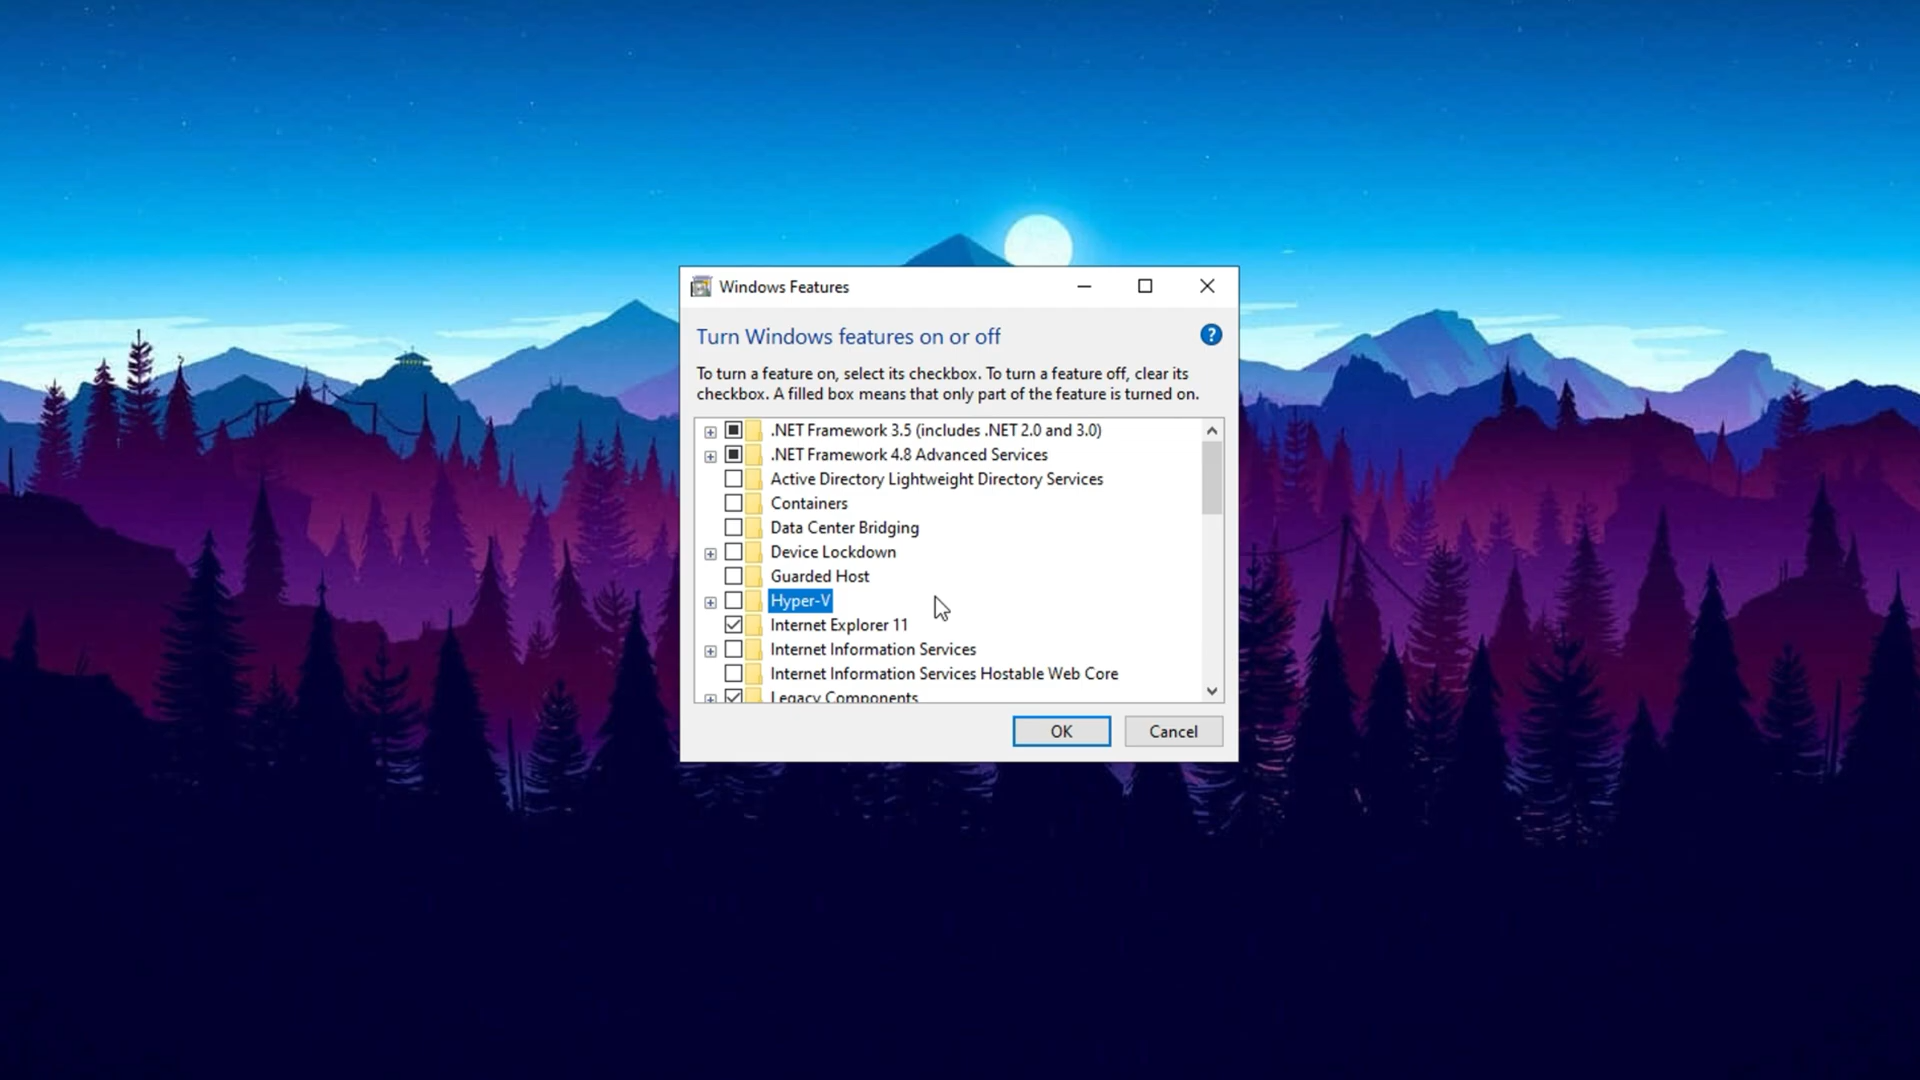 Windows Features
Turn Windows features on or off
?
To turn a feature on, select its checkbox. To turn a feature off, clear its
checkbox. A filled box means that only part of the feature is turned on.
.NET Framework 3.5 (includes .NET 2.0 and 3.0)
.NET Framework 4.8 Advanced Services
Active Directory Lightweight Directory Services
Containers
Data Center Bridging
Device Lockdown
Guarded Host
Hyper-V
Internet Explorer 11
Internet Information Services
Internet Information Services Hostable Web Core
Legacy Components
OK
Cancel